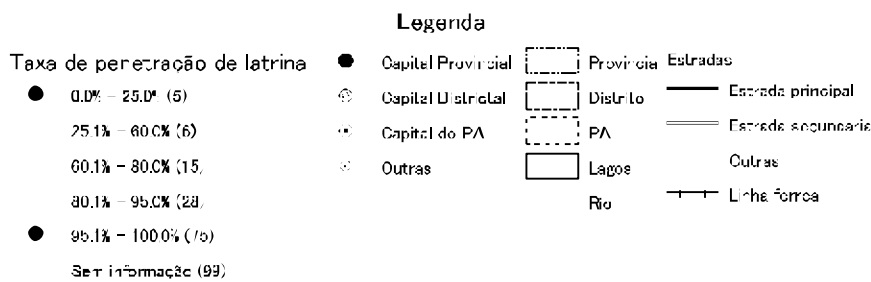 Legenda
Taxa de penetração de latrina
0.0% - 25.0% (5)
25.1% - 60.0% (6)
60.1% - 80.0% (15)
80.1% - 95.0% (28)
95.1% - 100.0% (75)
Sem informação (99)
Capital Provincial
Capital Districtal
Capital do PA
Outras
Provincia
Distrito
PA
Lagos
Rio
Estradas
Estrada principal
Estrada secundaria
Outras
Linha ferrea